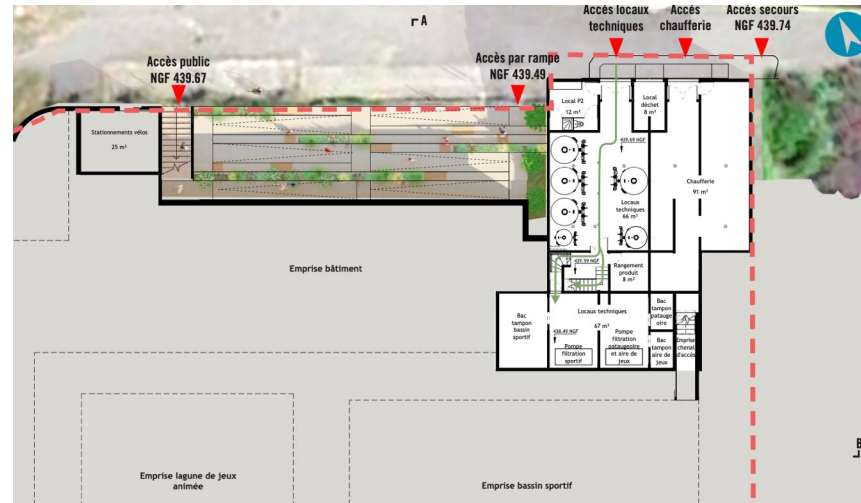 A
Accès public
NGF 439.67
Accès par rampe
NGF 439.49
Accès locaux
techniques
Accès
chaufferie
Accès secours
NGF 439.74
Stationnements vélos
25 m²
Local P2
12 m²
Local
déchet
8 m²
439.69 NGF
Chaufferie
91 m²
Locaux
techniques
66 m²
Emprise bâtiment
439.59 NGF
Rangement
produit
8 m²
Bac
tampon
bassin
sportif
Locaux techniques
67 m²
438.49 NGF
Pompe
filtration
sportif
Pompe
filtration
pataugeoire
et aire de
jeux
Bac
tampon
patauge
oire
Bac
tampon
aire de
jeux
Emprise
chenal
d'accès
B
Emprise lagune de jeux
animée
Emprise bassin sportif